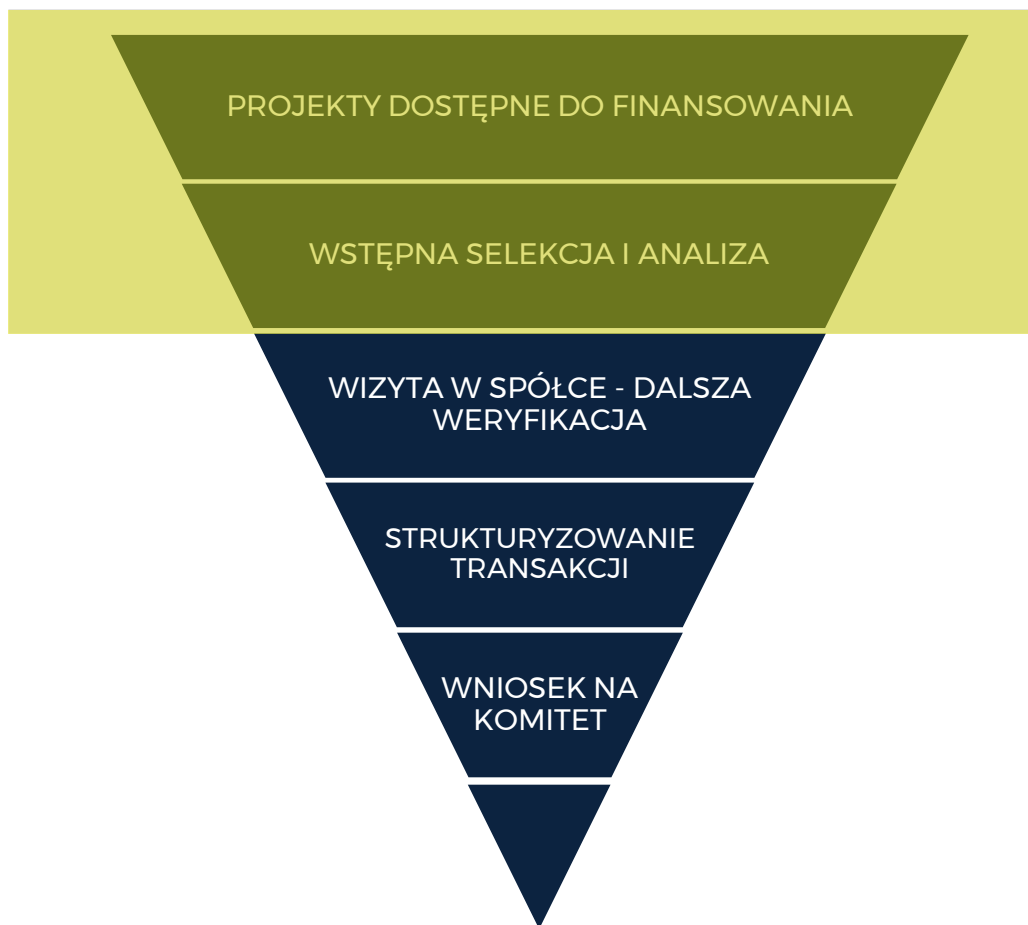 PROJEKTY DOSTĘPNE DO FINANSOWANIA
WSTĘPNA SELEKCJA I ANALIZA
WIZYTA W SPÓŁCE - DALSZA
WERYFIKACJA
STRUKTURYZOWANIE
TRANSAKCJI
WNIOSEK NA
KOMITET